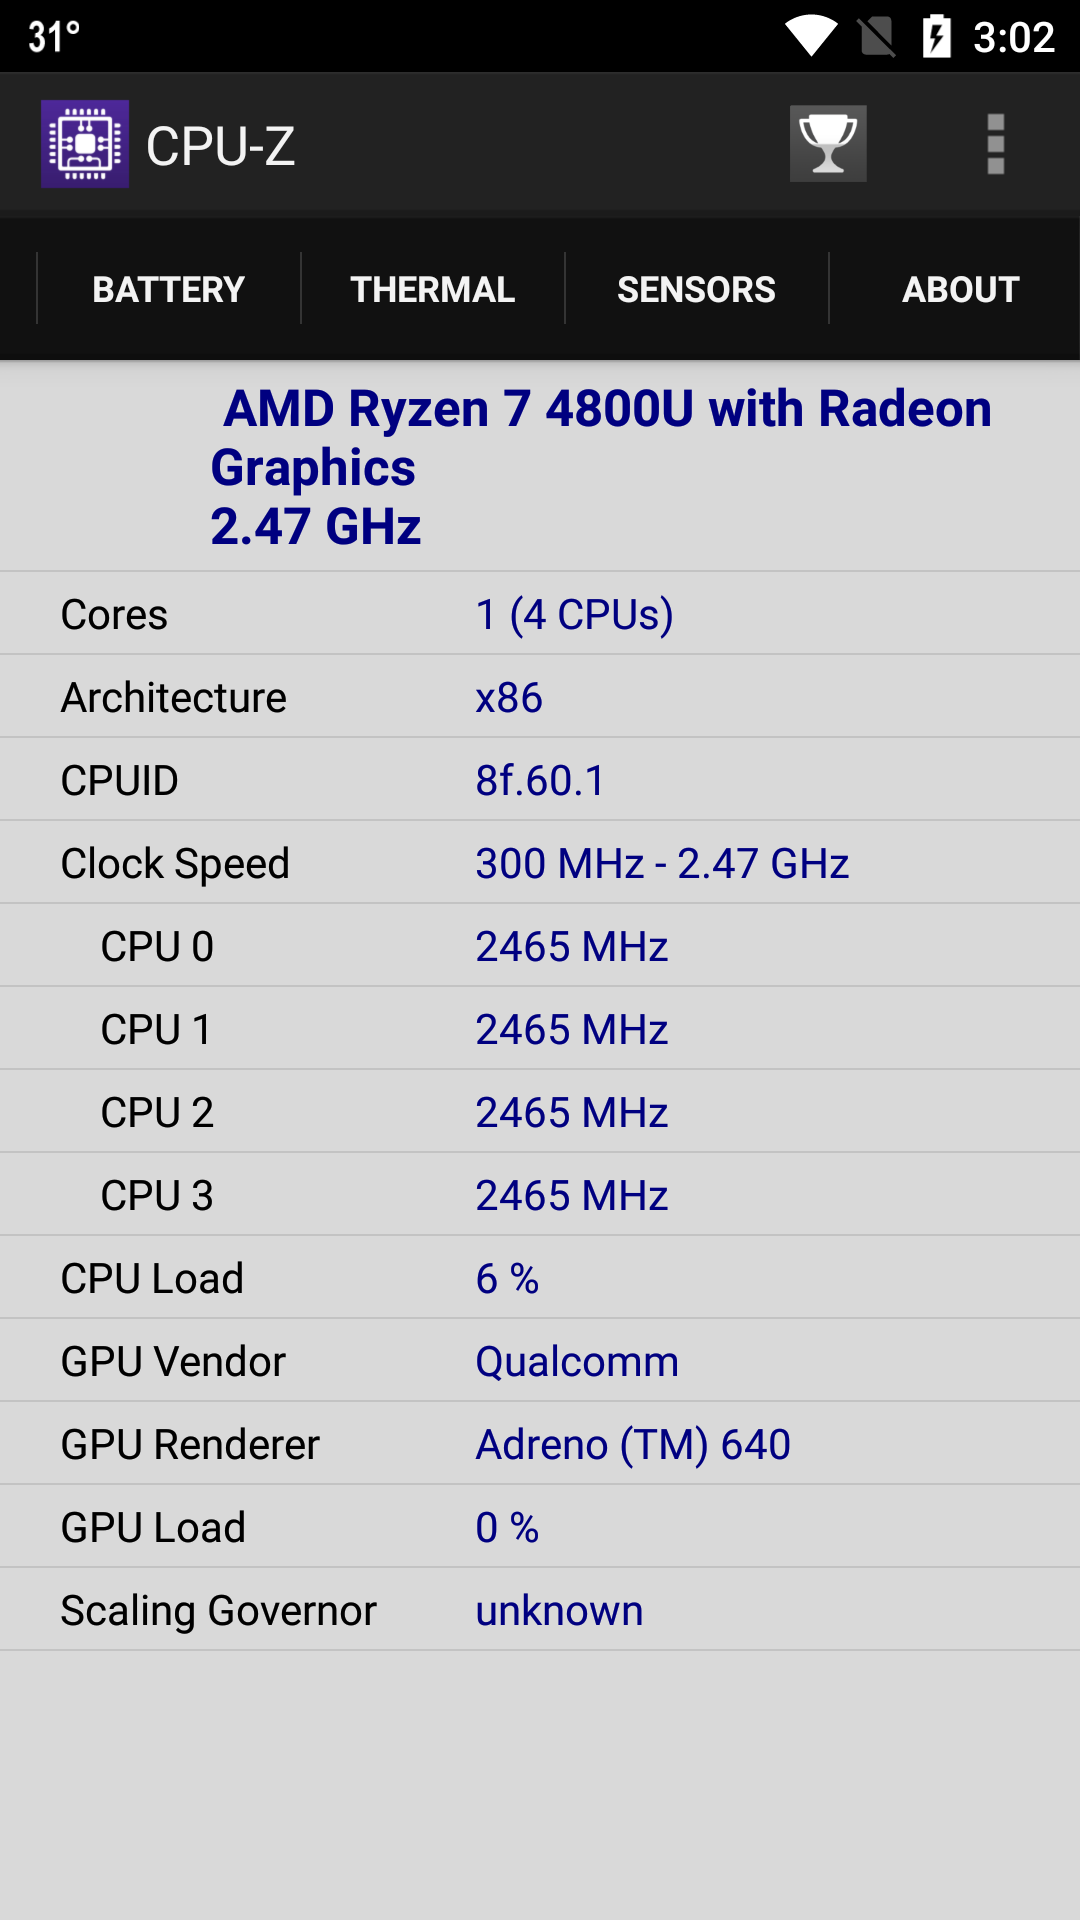 31° 3:02
CPU-Z
BATTERY THERMAL SENSORS ABOUT
AMD Ryzen 7 4800U with Radeon
Graphics
2.47 GHz
Cores 1 (4 CPUs)
Architecture x86
CPUID 8f.60.1
Clock Speed 300 MHz - 2.47 GHz
CPU 0 2465 MHz
CPU 1 2465 MHz
CPU 2 2465 MHz
CPU 3 2465 MHz
CPU Load 6 %
GPU Vendor Qualcomm
GPU Renderer Adreno (TM) 640
GPU Load 0 %
Scaling Governor unknown